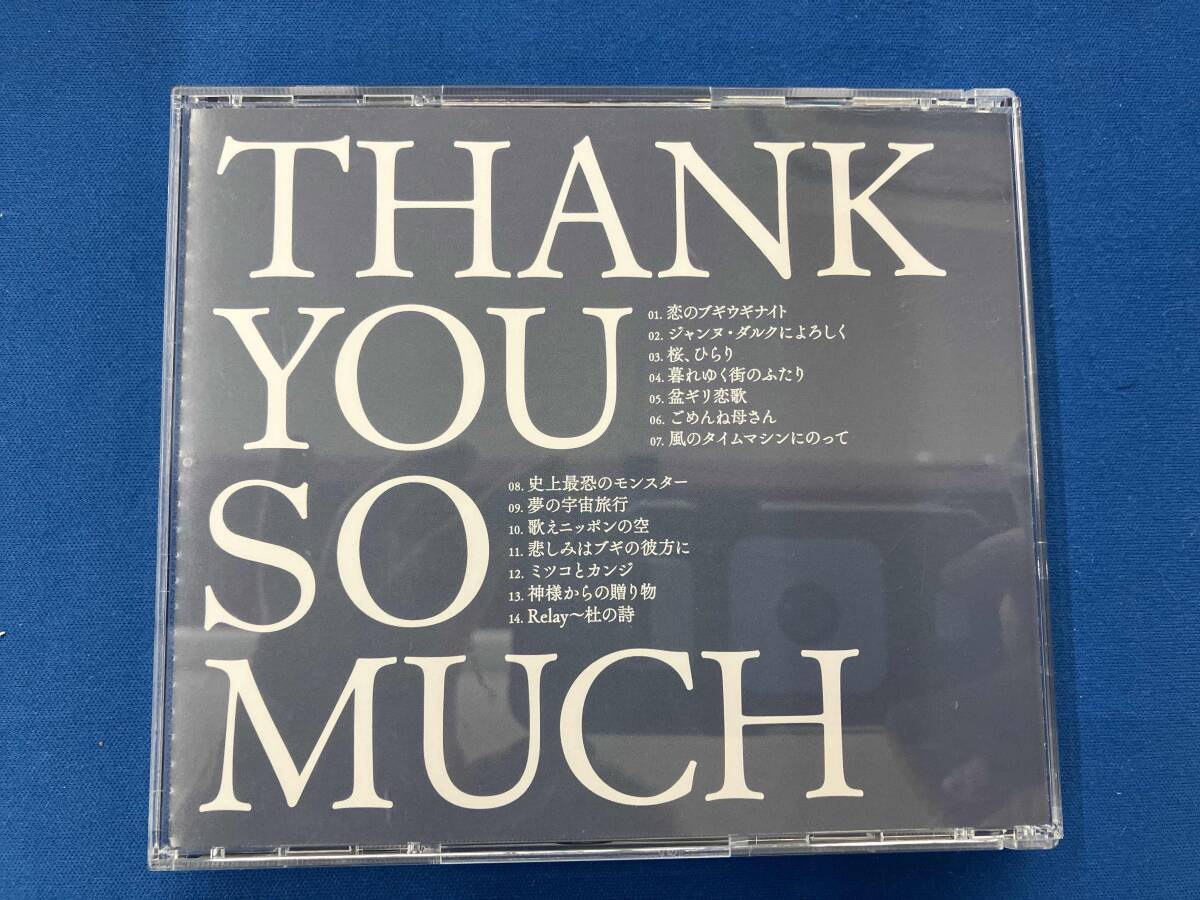 THANK
YOU
01. 恋のブギウギナイト
02. ジャンヌ・ダルクによろしく
03. 桜、ひらり
04. 暮れゆく街のふたり
05. 盆ギリ恋歌
06. ごめんね母さん
07. 風のタイムマシンにのって
SO
08. 史上最恐のモンスター
09. 夢の宇宙旅行
10. 歌えニッポンの空
11. 悲しみはブギの彼方に
12. ミツコとカンジ
13. 神様からの贈り物
14. Relay〜杜の詩
MUCH